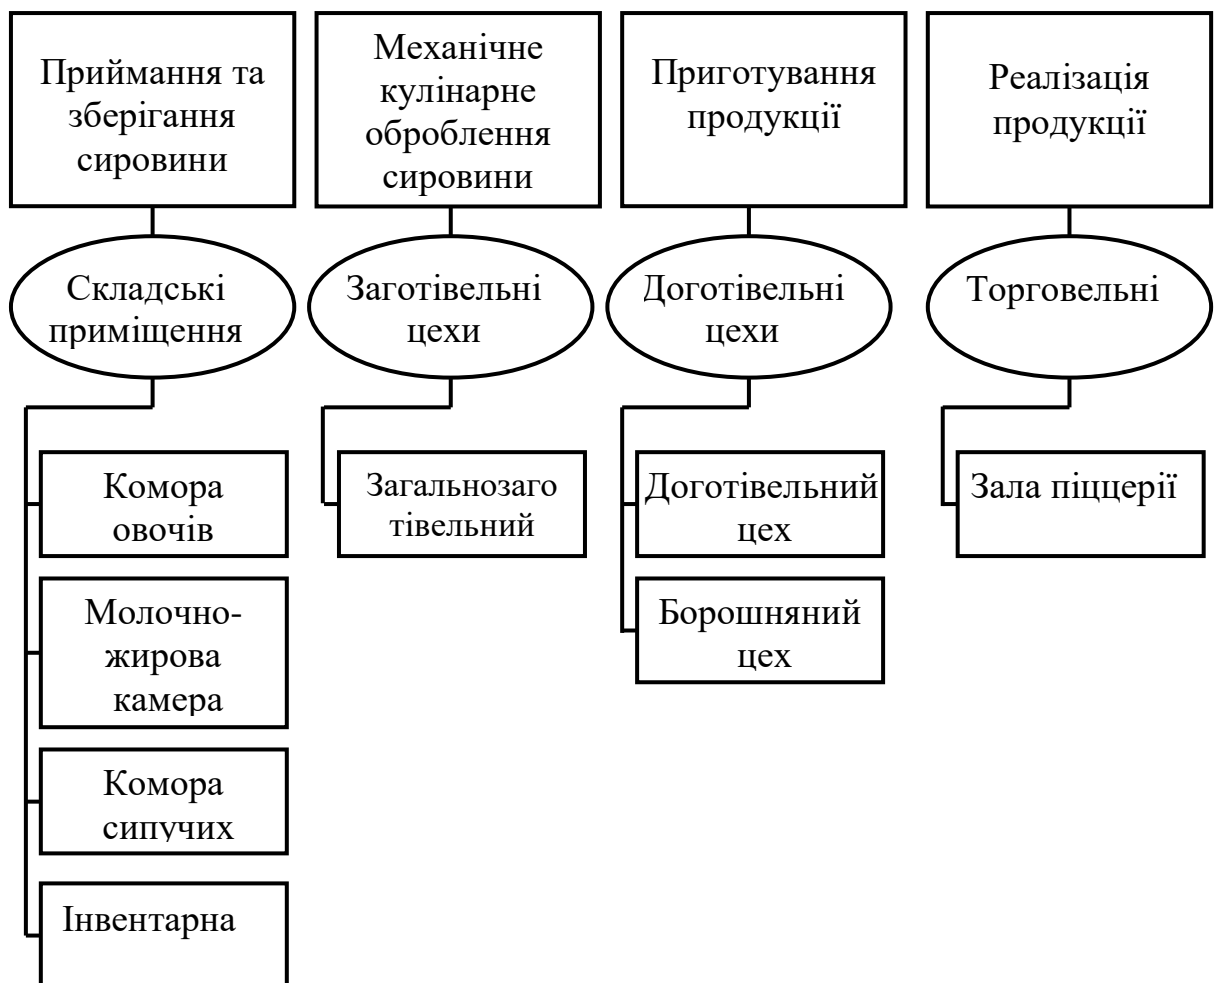 Приймання та
зберігання
сировини
Механічне
кулінарне
оброблення
сировини
Приготування
продукції
Реалізація
продукції
Складські
приміщення
Заготівельні
цехи
Доготівельні
цехи
Торговельні
Комора
овочів
Молочно-
жирова
камера
Комора
сипучих
Інвентарна
Загальнозаго
тівельний
Доготівельний
цех
Борошняний
цех
Зала піццерії